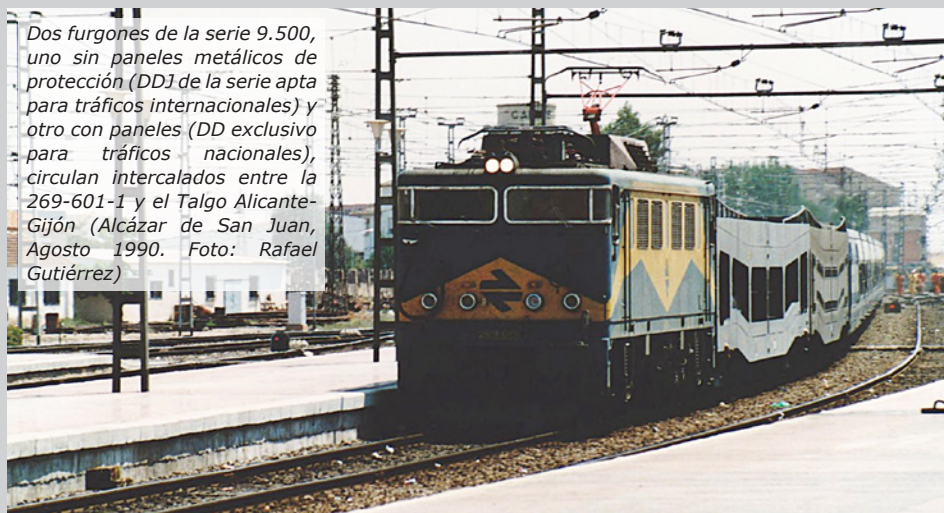 Dos furgones de la serie 9.500,
uno sin paneles metálicos de
protección (DDJ de la serie apta
para tráficos internacionales) y
otro con paneles (DD exclusivo
para tráficos nacionales),
circulan intercalados entre la
269-601-1 y el Talgo Alicante-
Gijón (Alcázar de San Juan,
Agosto 1990. Foto: Rafael
Gutiérrez)